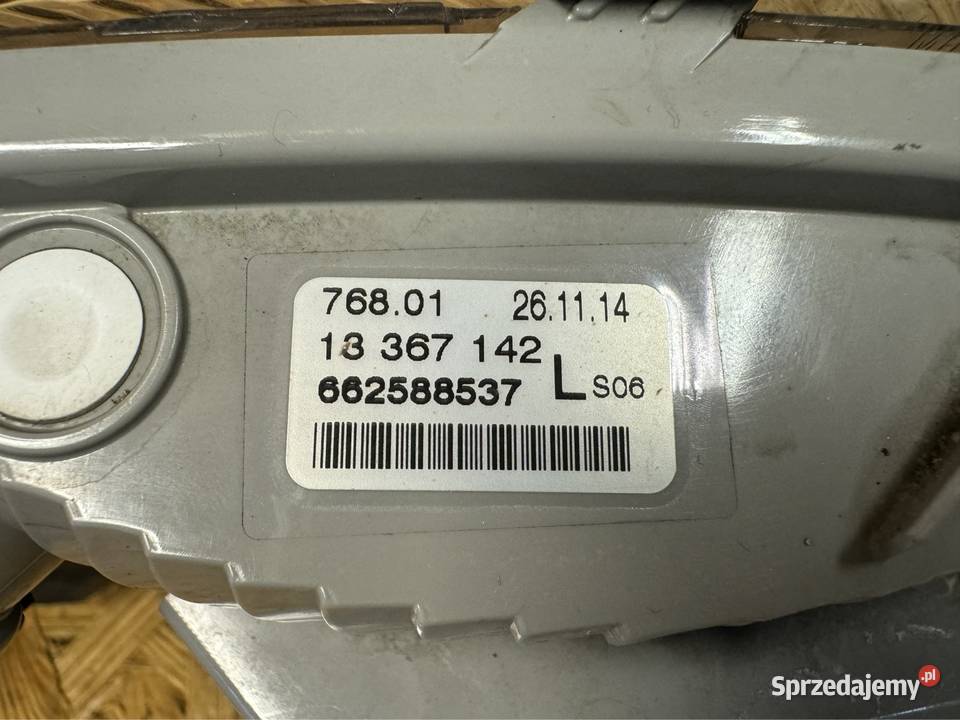 768.01 26.11.14
13 367 142
662588537 L S06
Sprzedajemy.pl